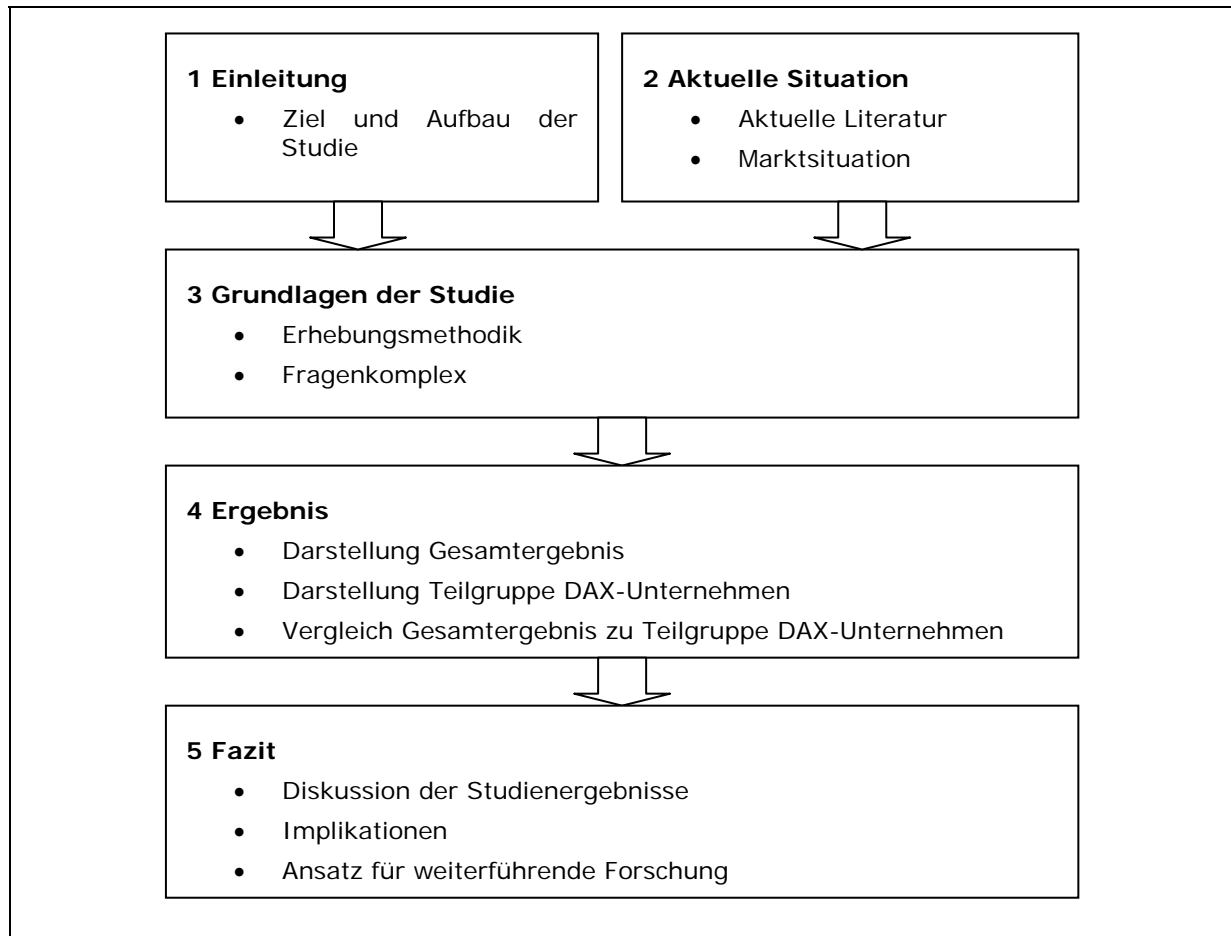 1 Einleitung
• Ziel und Aufbau der
Studie
2 Aktuelle Situation
• Aktuelle Literatur
• Marktsituation
3 Grundlagen der Studie
• Erhebungsmethodik
• Fragenkomplex
4 Ergebnis
• Darstellung Gesamtergebnis
• Darstellung Teilgruppe DAX-Unternehmen
• Vergleich Gesamtergebnis zu Teilgruppe DAX-Unternehmen
5 Fazit
• Diskussion der Studienergebnisse
• Implikationen
• Ansatz für weiterführende Forschung